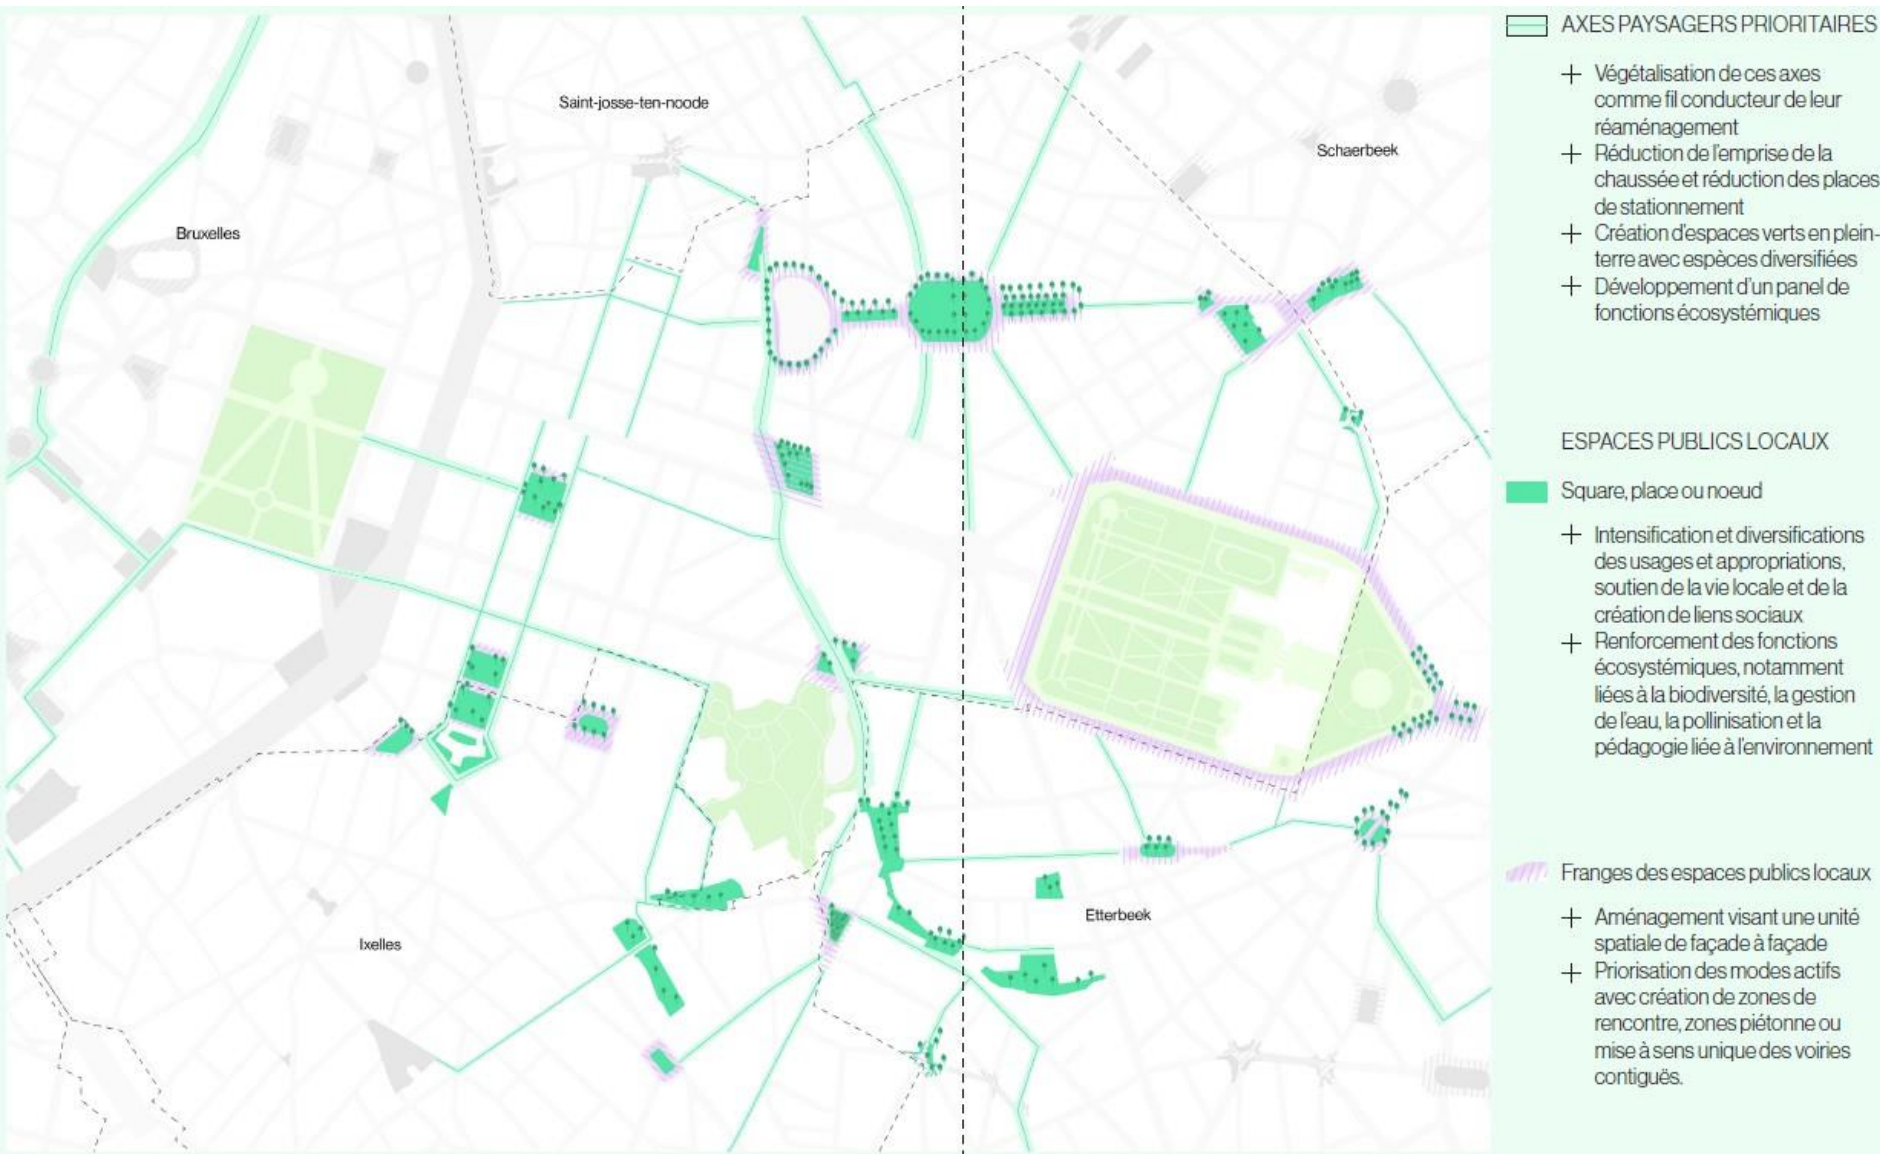 Saint-josse-ten-noode
Schaerbeek
Bruxelles
Etterbeek
Ixelles
AXES PAYSAGERS PRIORITAIRES
+ Végétalisation de ces axes
comme fil conducteur de leur
réaménagement
+ Réduction de l'emprise de la
chaussée et réduction des places
de stationnement
+ Création d'espaces verts en plein-
terre avec espèces diversifiées
+ Développement d'un panel de
fonctions écosystémiques
ESPACES PUBLICS LOCAUX
Square, place ou noeud
+ Intensification et diversifications
des usages et appropriations,
soutien de la vie locale et de la
création de liens sociaux
+ Renforcement des fonctions
écosystémiques, notamment
liées à la biodiversité, la gestion
de l'eau, la pollinisation et la
pédagogie liée à l'environnement
Franges des espaces publics locaux
+ Aménagement visant une unité
spatiale de façade à façade
+ Priorisation des modes actifs
avec création de zones de
rencontre, zones piétonne ou
mise à sens unique des voiries
contiguës.